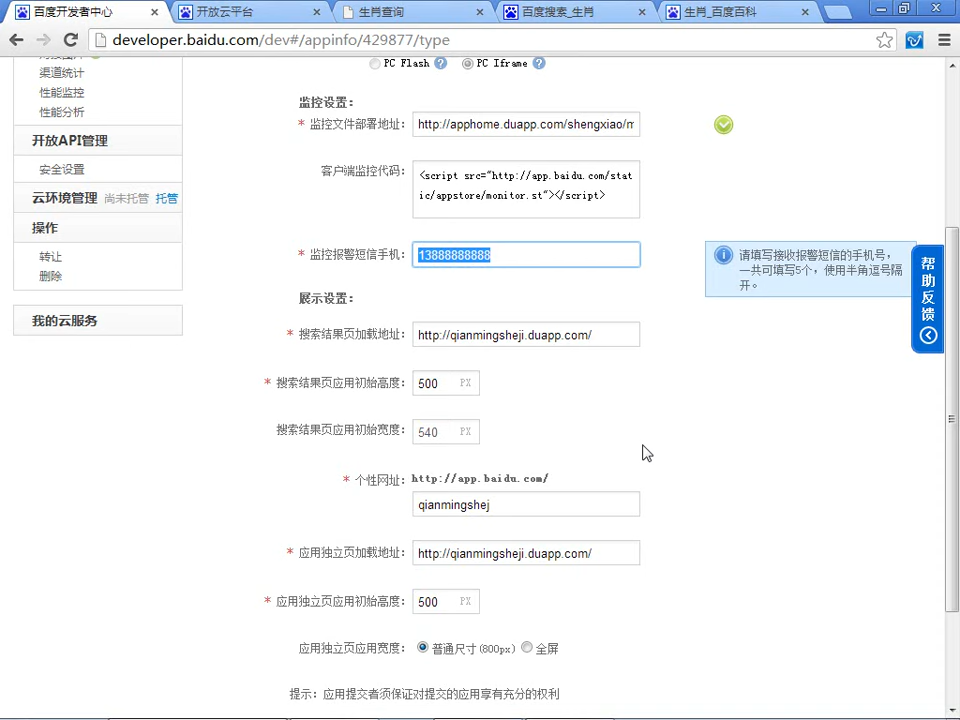 百度开发者中心
开放云平台
生肖查询
百度搜索_生肖
生肖_百度百科
developer.baidu.com/dev#/appinfo/429877/type
渠道统计
性能监控
性能分析
开放API管理
安全设置
云环境管理 尚未托管 托管
操作
转让
删除
我的云服务
PC Flash ? PC Iframe ?
监控设置:
* 监控文件部署地址: http://apphome.duapp.com/shengxiao/m
客户端监控代码: <script src="http://app.baidu.com/stat
ic/appstore/monitor.st"></script>
* 监控报警短信手机: 13888888888
请填写接收报警短信的手机号,
一共可填写5个,使用半角逗号隔
开。
帮助反馈
展示设置:
* 搜索结果页加载地址: http://qianmingsheji.duapp.com/
* 搜索结果页应用初始高度: 500 PX
搜索结果页应用初始宽度: 540 PX
* 个性网址: http://app.baidu.com/
qianmingshej
* 应用独立页加载地址: http://qianmingsheji.duapp.com/
* 应用独立页应用初始高度: 500 PX
应用独立页应用宽度: 普通尺寸(800px) 全屏
提示: 应用提交者须保证对提交的应用享有充分的权利